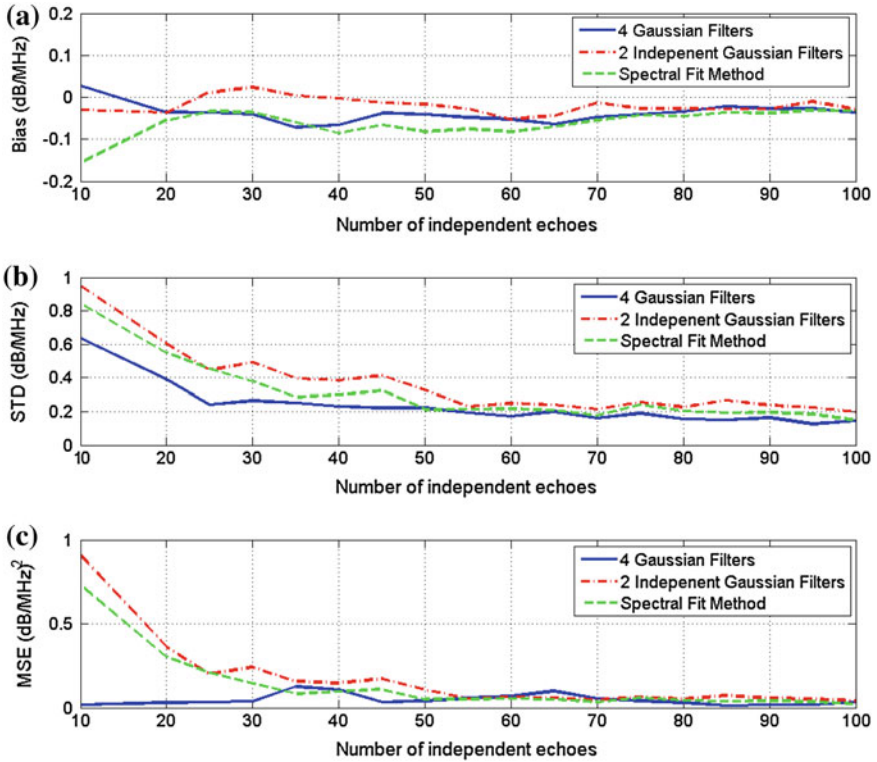 (a)
0.2
0.1
0
-0.1
-0.2
Bias (dB/MHz)
4 Gaussian Filters
2 Indepenent Gaussian Filters
Spectral Fit Method
10 20 30 40 50 60 70 80 90 100
Number of independent echoes
(b)
1
0.8
0.6
0.4
0.2
0
STD (dB/MHz)
4 Gaussian Filters
2 Indepenent Gaussian Filters
Spectral Fit Method
10 20 30 40 50 60 70 80 90 100
Number of independent echoes
(c)
1
0.5
0
MSE (dB/MHz)²
4 Gaussian Filters
2 Indepenent Gaussian Filters
Spectral Fit Method
10 20 30 40 50 60 70 80 90 100
Number of independent echoes